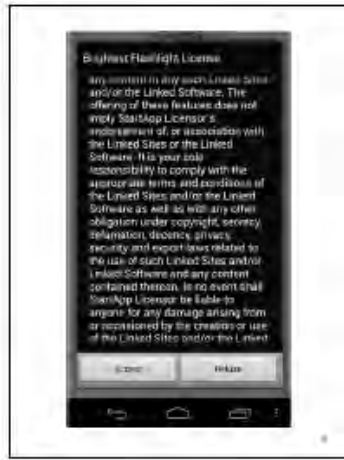 Brightest Flashlight License
any content in any such Linked Sites
and/or the Linked Software. The
offering of these features does not
imply StartApp Licensor's
endorsement of, or association with
the Linked Sites or the Linked
Software. It is your sole
responsibility to comply with the
appropriate terms and conditions of
the Linked Sites and/or the Linked
Software as well as with any other
obligation under copyright, secrecy,
defamation, decency, privacy,
security and export laws related to
the use of such Linked Sites and/or
Linked Software and any content
contained thereon. In no event shall
StartApp Licensor be liable to
anyone for any damage arising from
or occasioned by the creation or use
of the Linked Sites and/or the Linked
Accept Refuse